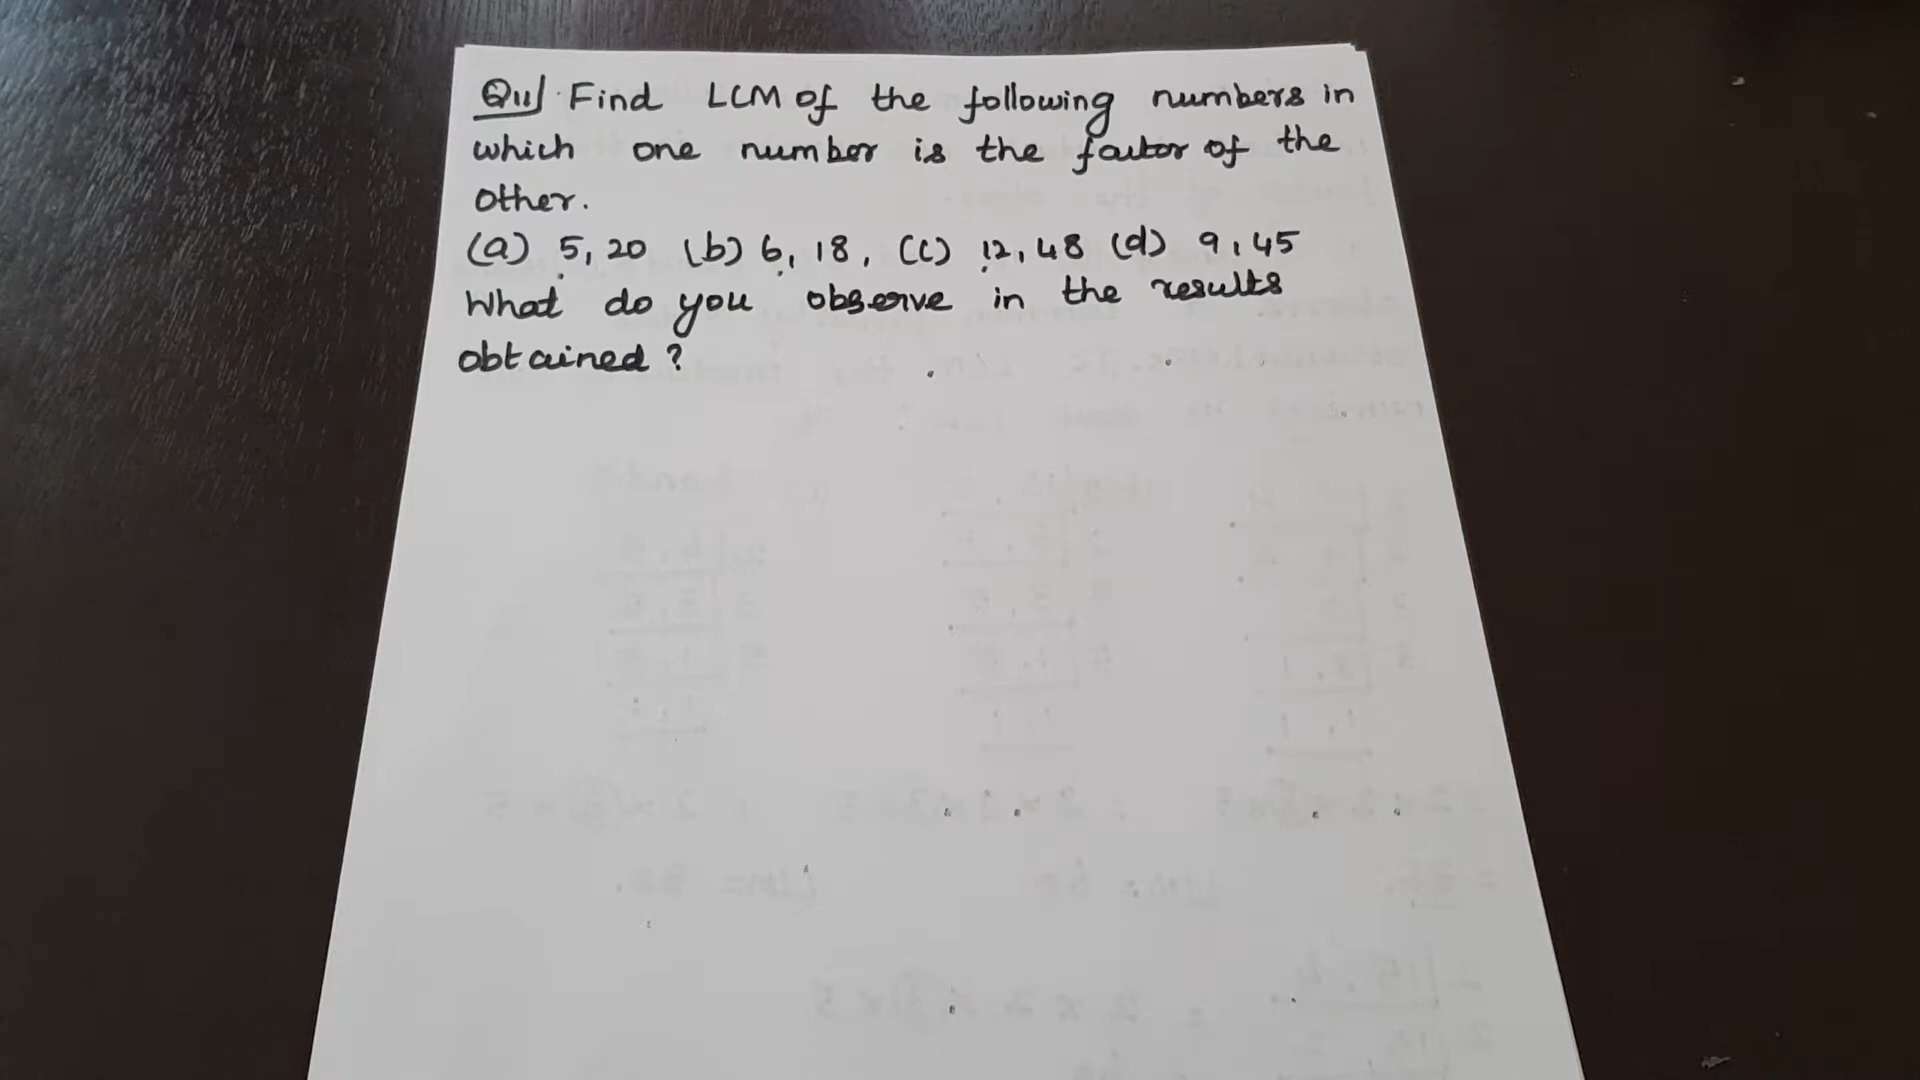 Q11] Find LCM of the following numbers in
which one number is the factor of the
other.
(a) 5, 20 (b) 6, 18, (c) 12, 48 (d) 9, 45
What do you observe in the results
obtained?